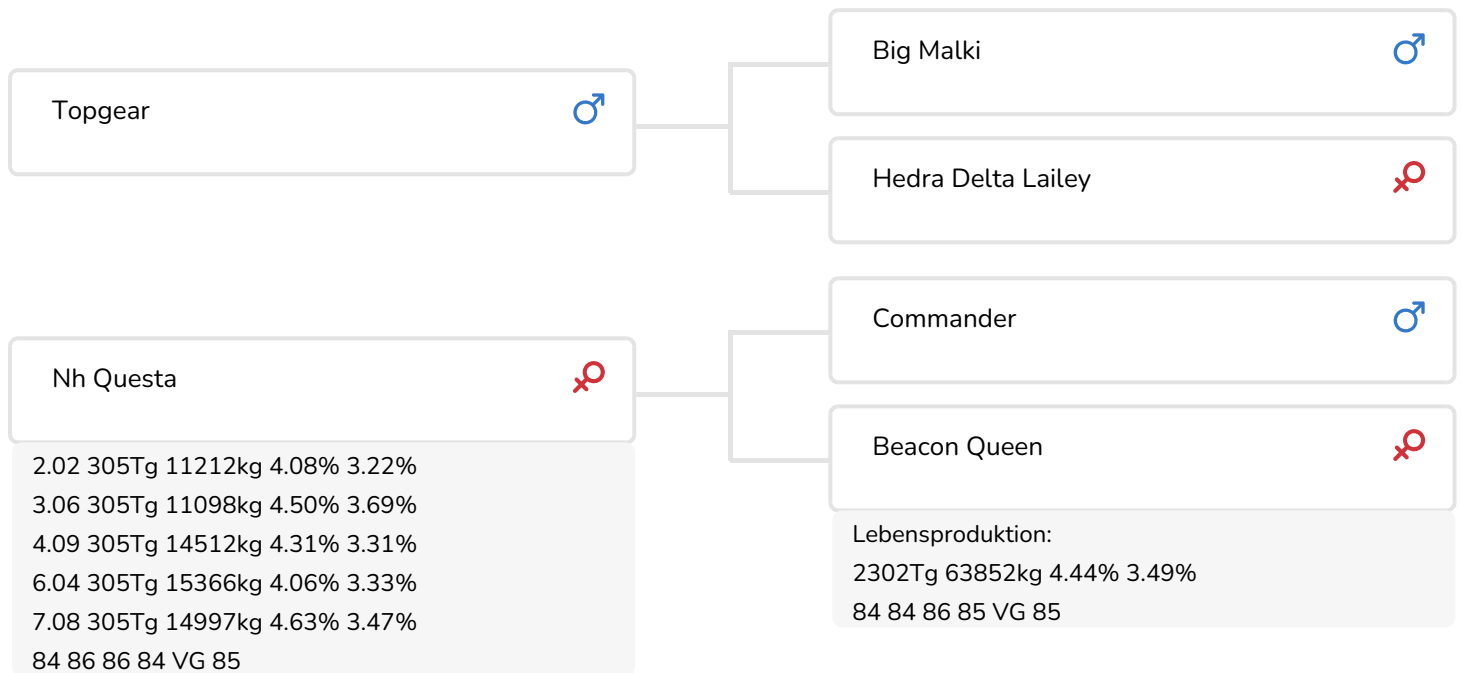 Topgear
Big Malki
Hedra Delta Lailey
Nh Questa
2.02 305Tg 11212kg 4.08% 3.22%
3.06 305Tg 11098kg 4.50% 3.69%
4.09 305Tg 14512kg 4.31% 3.31%
6.04 305Tg 15366kg 4.06% 3.33%
7.08 305Tg 14997kg 4.63% 3.47%
84 86 86 84 VG 85
Commander
Beacon Queen
Lebensproduktion:
2302Tg 63852kg 4.44% 3.49%
84 84 86 85 VG 85